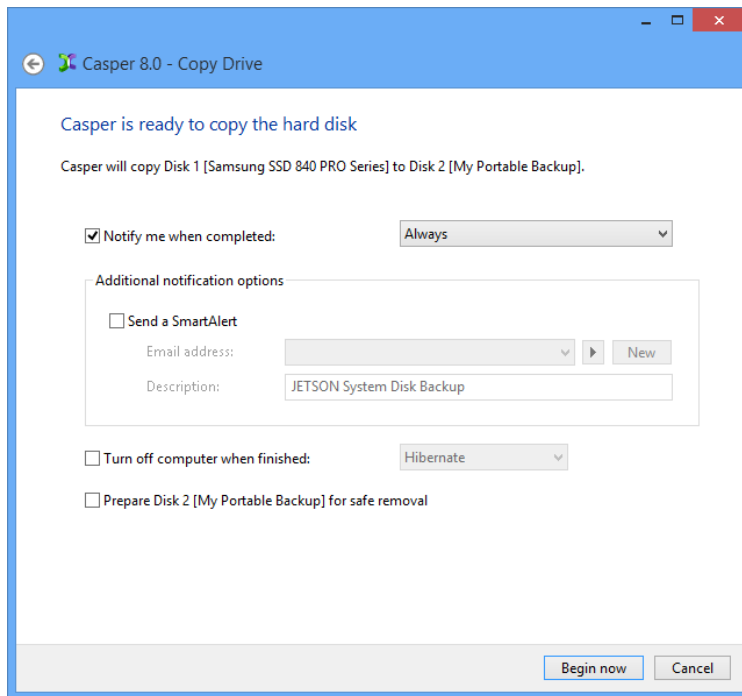 Casper 8.0 - Copy Drive
Casper is ready to copy the hard disk
Casper will copy Disk 1 [Samsung SSD 840 PRO Series] to Disk 2 [My Portable Backup].
Notify me when completed: Always
Additional notification options
Send a SmartAlert
Email address: New
Description: JETSON System Disk Backup
Turn off computer when finished: Hibernate
Prepare Disk 2 [My Portable Backup] for safe removal
Begin now Cancel